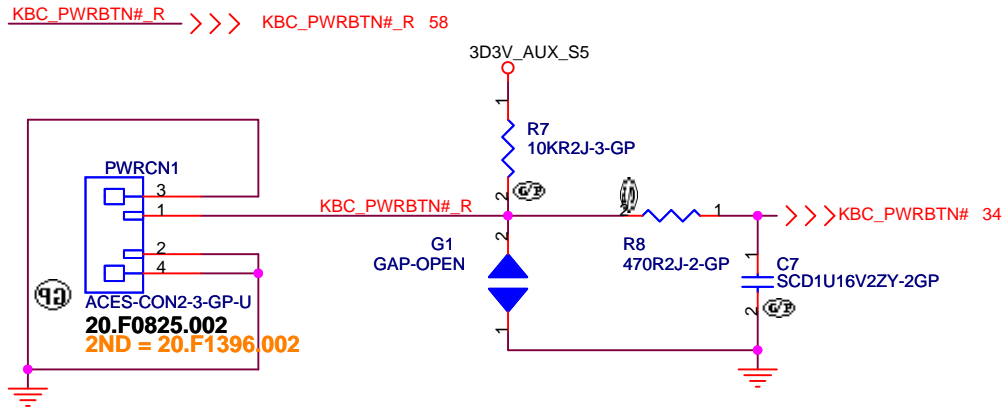 KBC_PWRBTN#_R
KBC_PWRBTN#_R 58
3D3V_AUX_S5
1
R7
10KR2J-3-GP
2
G/P
PWRCN1
3
1
2
4
KBC_PWRBTN#_R
2
1
KBC_PWRBTN# 34
G1
GAP-OPEN
2
1
R8
470R2J-2-GP
1
C7
SCD1U16V2ZY-2GP
2
G/P
GP
ACES-CON2-3-GP-U
20.F0825.002
2ND = 20.F1396.002